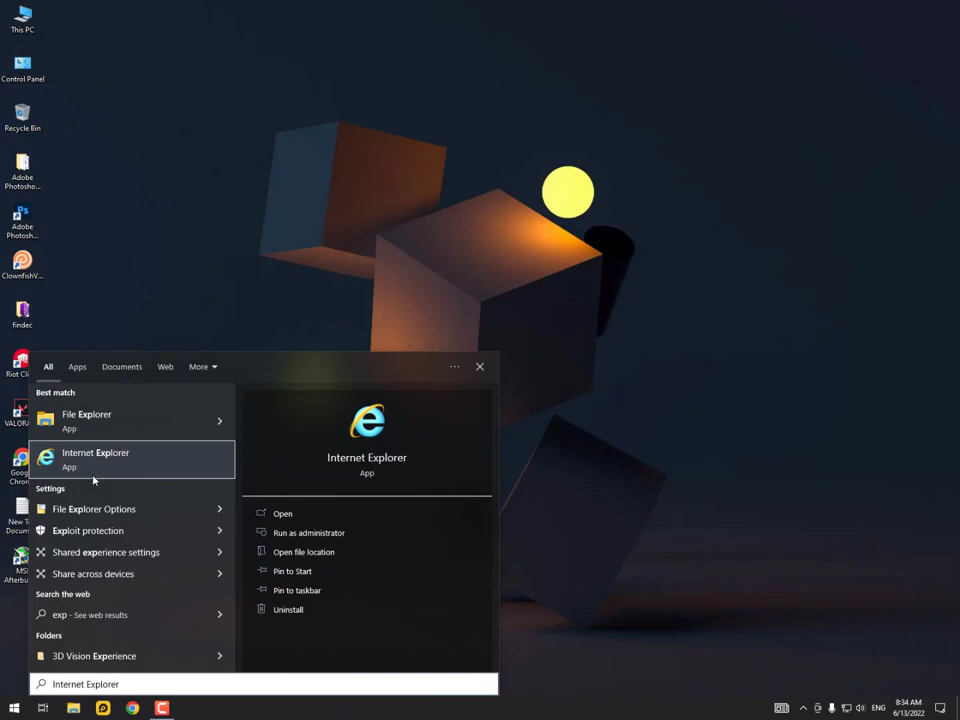 This PC
Control Panel
Recycle Bin
Adobe
Photosho...
Ps
Adobe
Photosh...
ClownfishV...
findec
Riot Cli
VALORA
Goog
Chron
New T
Docum
MSI
Afterbu
All
Apps
Documents
Web
More
Best match
File Explorer
App
Internet Explorer
App
Settings
File Explorer Options
Exploit protection
Shared experience settings
Share across devices
Search the web
exp - See web results
Folders
3D Vision Experience
Internet Explorer
App
Open
Run as administrator
Open file location
Pin to Start
Pin to taskbar
Uninstall
Internet Explorer
ENG
8:34 AM
6/13/2022